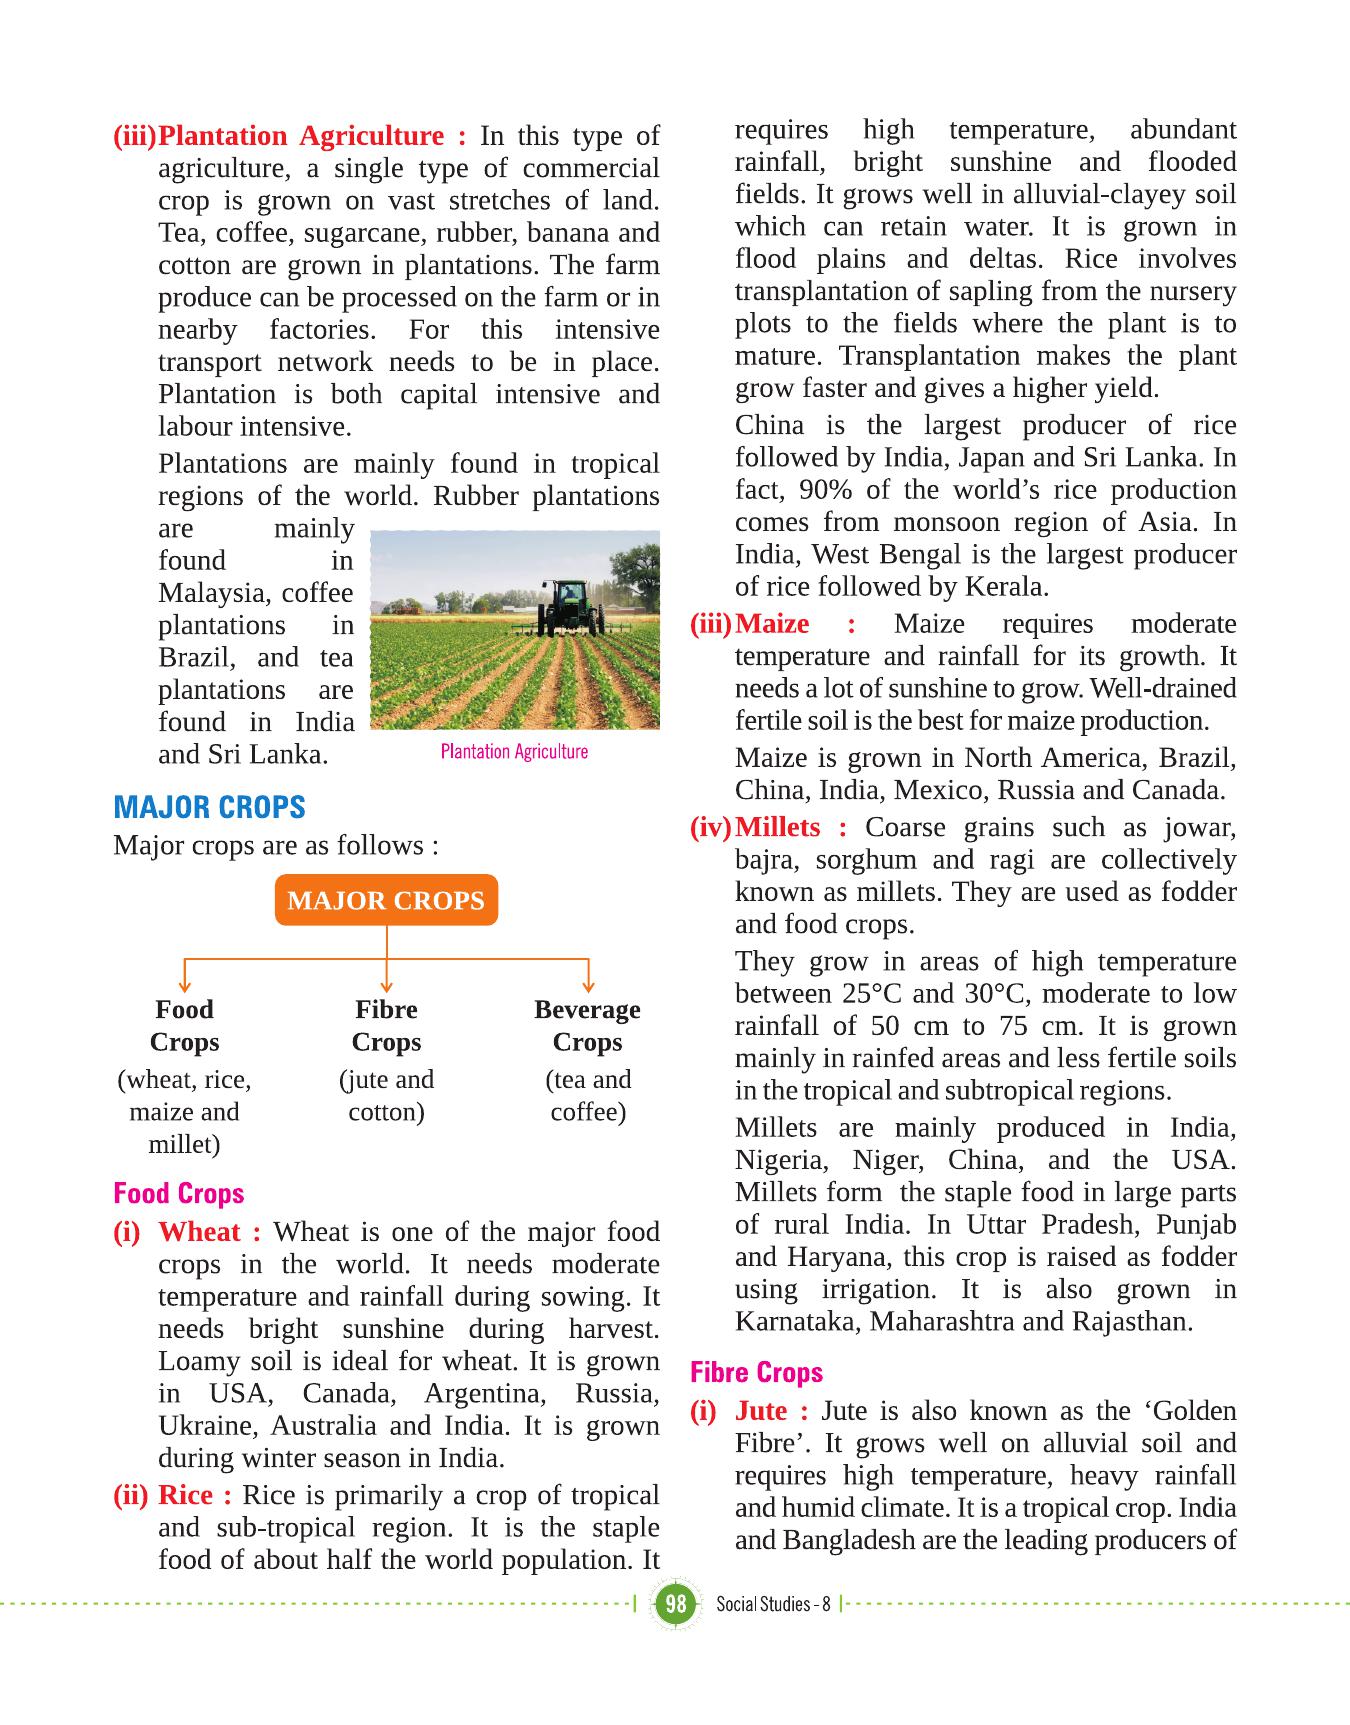 (iii) Plantation Agriculture : In this type of
agriculture, a single type of commercial
crop is grown on vast stretches of land.
Tea, coffee, sugarcane, rubber, banana and
cotton are grown in plantations. The farm
produce can be processed on the farm or in
nearby factories. For this intensive
transport network needs to be in place.
Plantation is both capital intensive and
labour intensive.
Plantations are mainly found in tropical
regions of the world. Rubber plantations
are mainly
found in
Malaysia, coffee
plantations in
Brazil, and tea
plantations are
found in India
and Sri Lanka.
Plantation Agriculture
MAJOR CROPS
Major crops are as follows :
MAJOR CROPS
Food
Crops
(wheat, rice,
maize and
millet)
Fibre
Crops
(jute and
cotton)
Beverage
Crops
(tea and
coffee)
Food Crops
(i) Wheat : Wheat is one of the major food
crops in the world. It needs moderate
temperature and rainfall during sowing. It
needs bright sunshine during harvest.
Loamy soil is ideal for wheat. It is grown
in USA, Canada, Argentina, Russia,
Ukraine, Australia and India. It is grown
during winter season in India.
(ii) Rice : Rice is primarily a crop of tropical
and sub-tropical region. It is the staple
food of about half the world population. It
requires high temperature, abundant
rainfall, bright sunshine and flooded
fields. It grows well in alluvial-clayey soil
which can retain water. It is grown in
flood plains and deltas. Rice involves
transplantation of sapling from the nursery
plots to the fields where the plant is to
mature. Transplantation makes the plant
grow faster and gives a higher yield.
China is the largest producer of rice
followed by India, Japan and Sri Lanka. In
fact, 90% of the world’s rice production
comes from monsoon region of Asia. In
India, West Bengal is the largest producer
of rice followed by Kerala.
(iii) Maize : Maize requires moderate
temperature and rainfall for its growth. It
needs a lot of sunshine to grow. Well-drained
fertile soil is the best for maize production.
Maize is grown in North America, Brazil,
China, India, Mexico, Russia and Canada.
(iv) Millets : Coarse grains such as jowar,
bajra, sorghum and ragi are collectively
known as millets. They are used as fodder
and food crops.
They grow in areas of high temperature
between 25°C and 30°C, moderate to low
rainfall of 50 cm to 75 cm. It is grown
mainly in rainfed areas and less fertile soils
in the tropical and subtropical regions.
Millets are mainly produced in India,
Nigeria, Niger, China, and the USA.
Millets form the staple food in large parts
of rural India. In Uttar Pradesh, Punjab
and Haryana, this crop is raised as fodder
using irrigation. It is also grown in
Karnataka, Maharashtra and Rajasthan.
Fibre Crops
(i) Jute : Jute is also known as the ‘Golden
Fibre’. It grows well on alluvial soil and
requires high temperature, heavy rainfall
and humid climate. It is a tropical crop. India
and Bangladesh are the leading producers of
98 Social Studies - 8